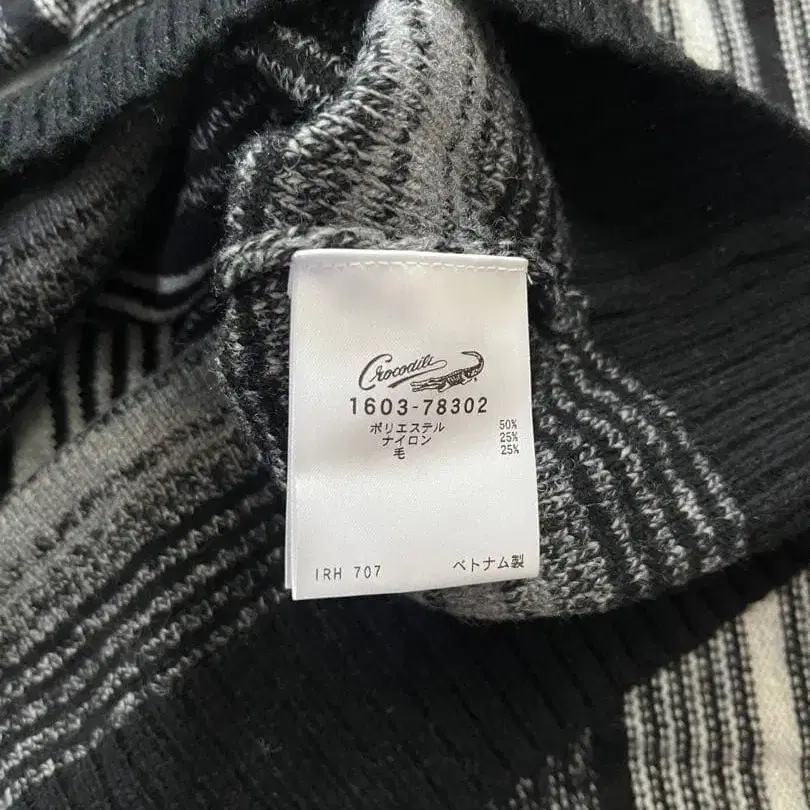 Crocodile
1603-78302
ポリエステル 50%
ナイロン 25%
毛 25%
IRH 707 ベトナム製